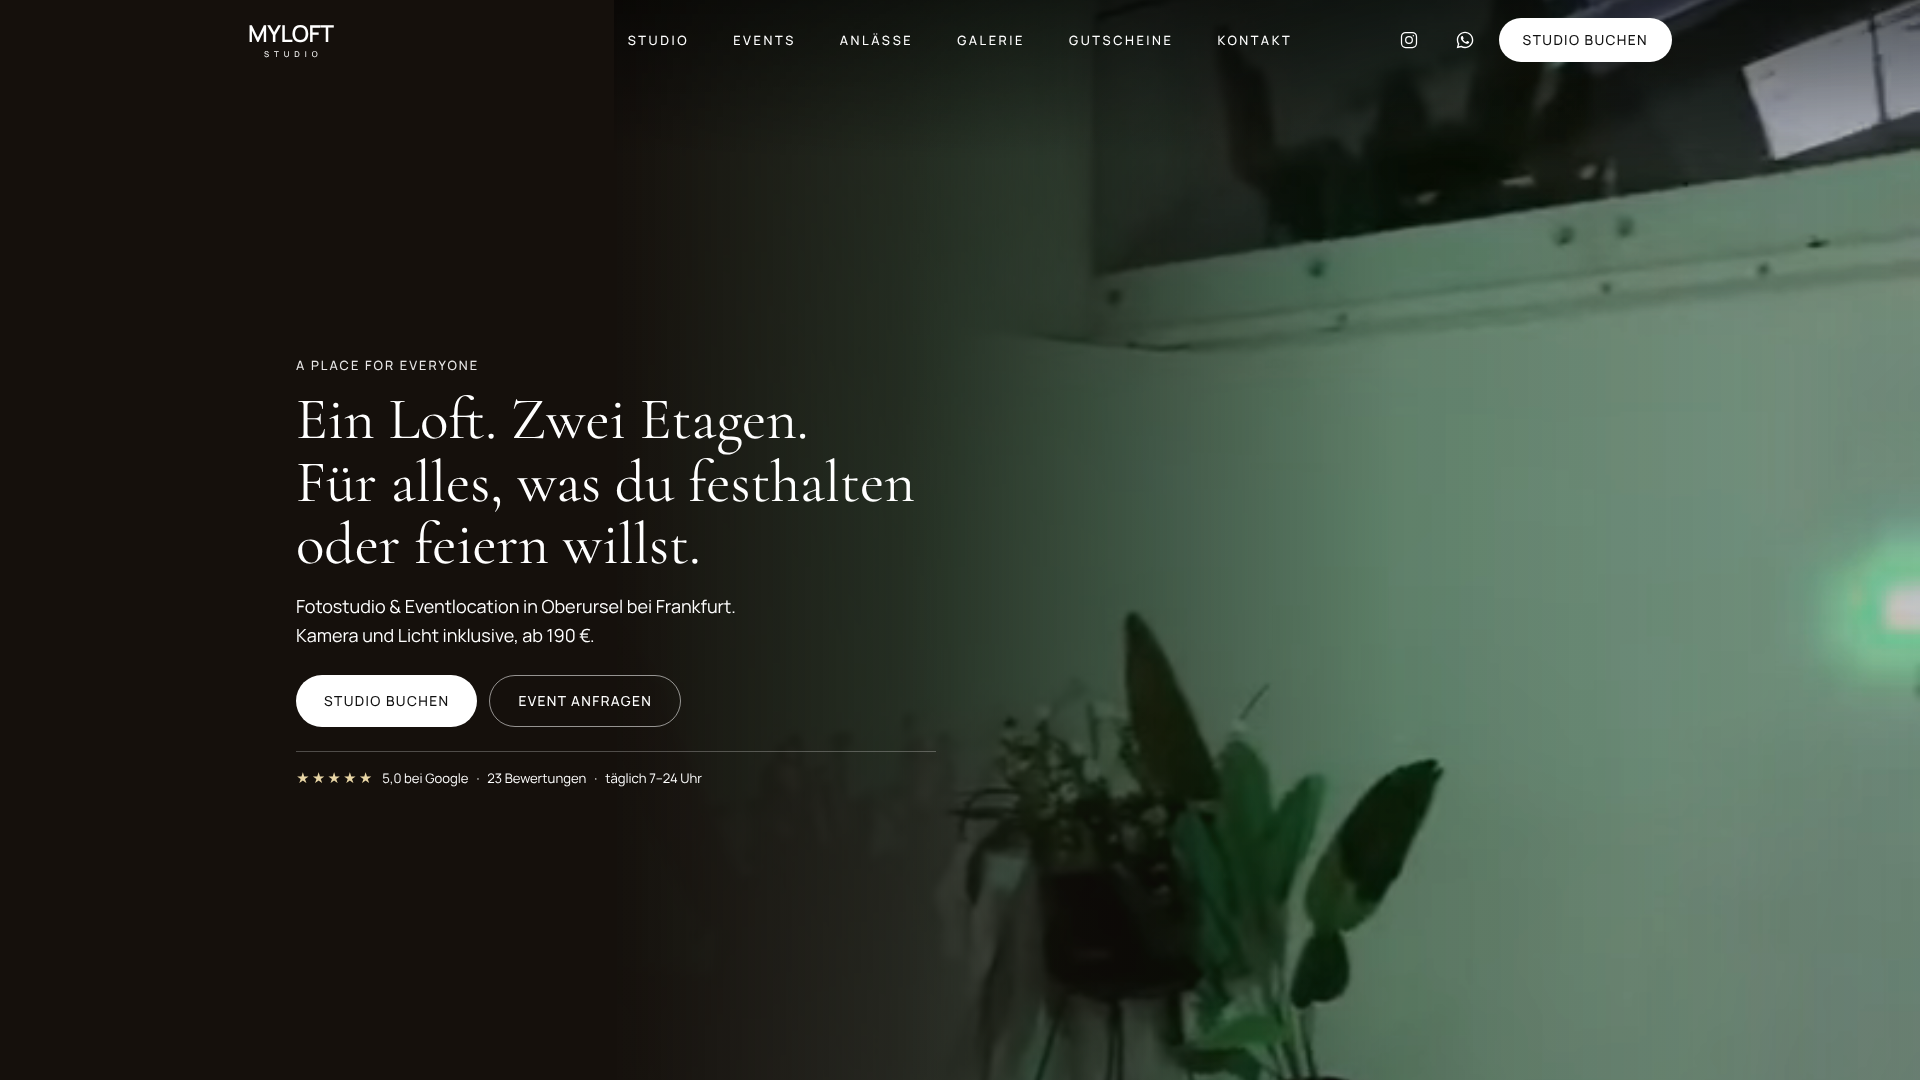 MYLOFT
STUDIO
STUDIO EVENTS ANLÄSSE GALERIE GUTSCHEINE KONTAKT STUDIO BUCHEN
A PLACE FOR EVERYONE
Ein Loft. Zwei Etagen.
Für alles, was du festhalten
oder feiern willst.
Fotostudio & Eventlocation in Oberursel bei Frankfurt.
Kamera und Licht inklusive, ab 190 €.
STUDIO BUCHEN EVENT ANFRAGEN
★★★★★ 5,0 bei Google · 23 Bewertungen · täglich 7–24 Uhr